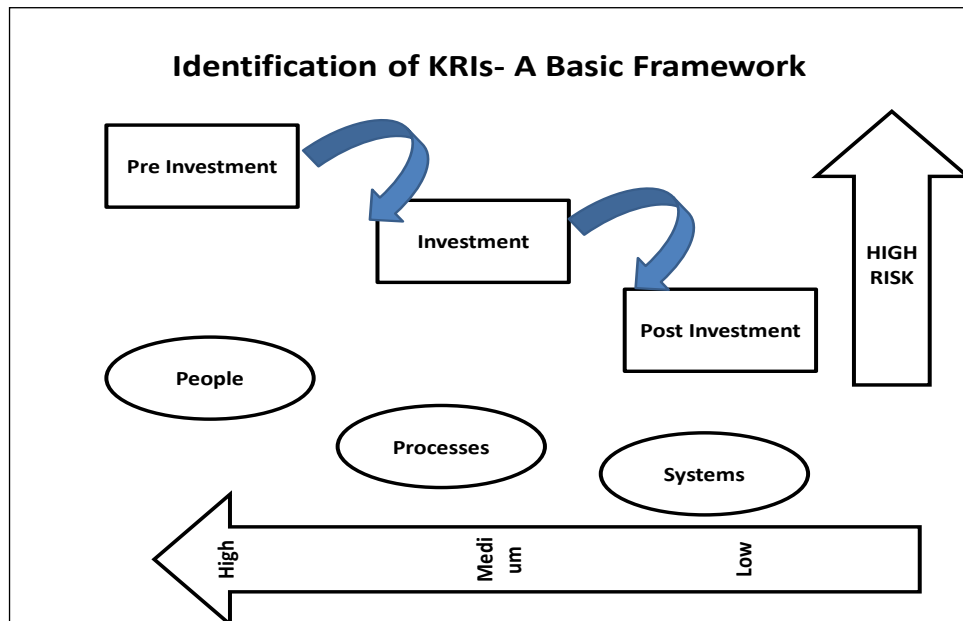 Identification of KRIs- A Basic Framework
Pre Investment
Investment
HIGH
RISK
Post Investment
People
Processes
Systems
High
Medi
um
Low